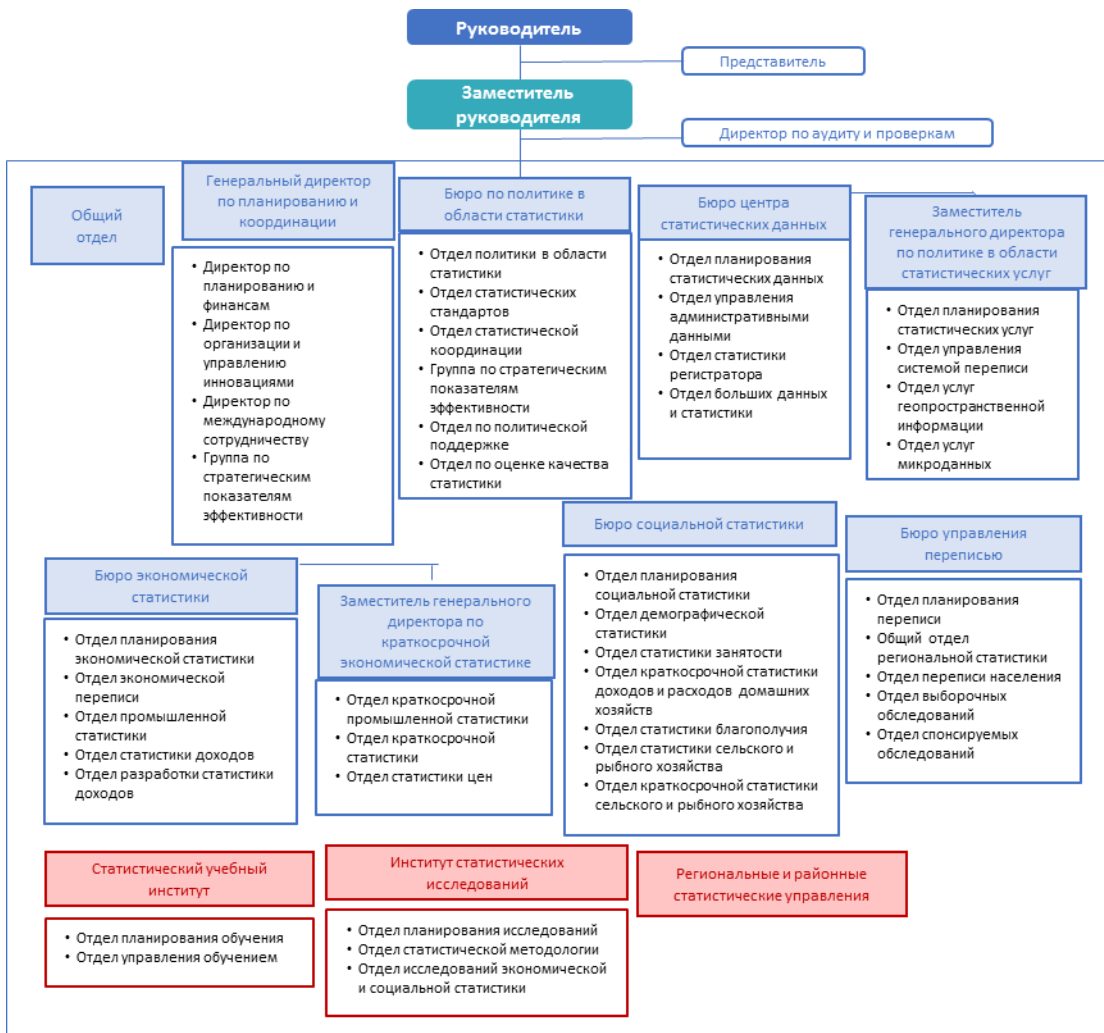 Руководитель
Представитель
Заместитель
руководителя
Директор по аудиту и проверкам
Общий
отдел
Генеральный директор
по планированию и
координации
• Директор по
планированию и
финансам
• Директор по
организации и
управлению
инновациями
• Директор по
международному
сотрудничеству
• Группа по
стратегическим
показателям
эффективности
Бюро по политике в
области статистики
• Отдел политики в области
статистики
• Отдел статистических
стандартов
• Отдел статистической
координации
• Группа по стратегическим
показателям
эффективности
• Отдел по политической
поддержке
• Отдел по оценке качества
статистики
Бюро центра
статистических данных
• Отдел планирования
статистических данных
• Отдел управления
административными
данными
• Отдел статистики
регистратора
• Отдел больших данных
и статистики
Заместитель
генерального директора
по политике в области
статистических услуг
• Отдел планирования
статистических услуг
• Отдел управления
системой переписи
• Отдел услуг
геопространственной
информации
• Отдел услуг
микроданных
Бюро экономической
статистики
• Отдел планирования
экономической статистики
• Отдел экономической
переписи
• Отдел промышленной
статистики
• Отдел статистики доходов
• Отдел разработки статистики
доходов
Заместитель генерального
директора по
краткосрочной
экономической статистике
• Отдел краткосрочной
промышленной статистики
• Отдел краткосрочной
статистики
• Отдел статистики цен
Бюро социальной статистики
• Отдел планирования
социальной статистики
• Отдел демографической
статистики
• Отдел статистики занятости
• Отдел краткосрочной статистики
доходов и расходов домашних
хозяйств
• Отдел статистики благополучия
• Отдел статистики сельского и
рыбного хозяйства
• Отдел краткосрочной статистики
сельского и рыбного хозяйства
Бюро управления
переписью
• Отдел планирования
переписи
• Общий отдел
региональной статистики
• Отдел переписи населения
• Отдел выборочных
обследований
• Отдел спонсируемых
обследований
Статистический учебный
институт
• Отдел планирования обучения
• Отдел управления обучением
Институт статистических
исследований
• Отдел планирования исследований
• Отдел статистической методологии
• Отдел исследований экономической
и социальной статистики
Региональные и районные
статистические управления